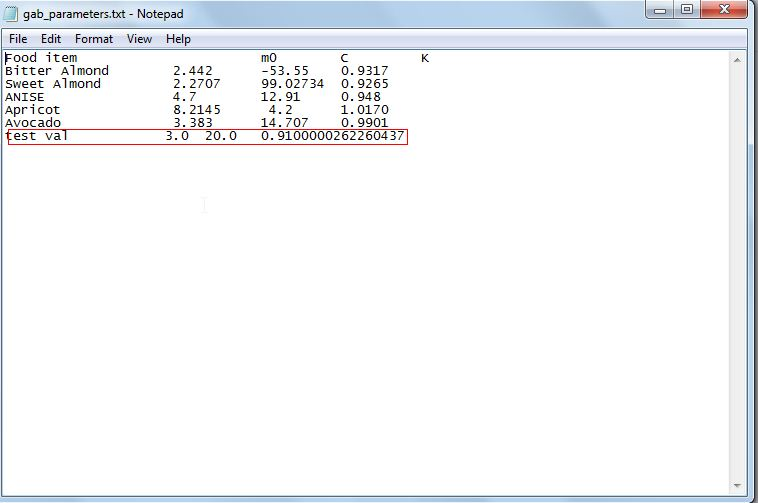 gab_parameters.txt - Notepad
File Edit Format View Help
Food item m0 C K
Bitter Almond 2.442 -53.55 0.9317
Sweet Almond 2.2707 99.02734 0.9265
ANISE 4.7 12.91 0.948
Apricot 8.2145 4.2 1.0170
Avocado 3.383 14.707 0.9901
test val 3.0 20.0 0.9100000262260437